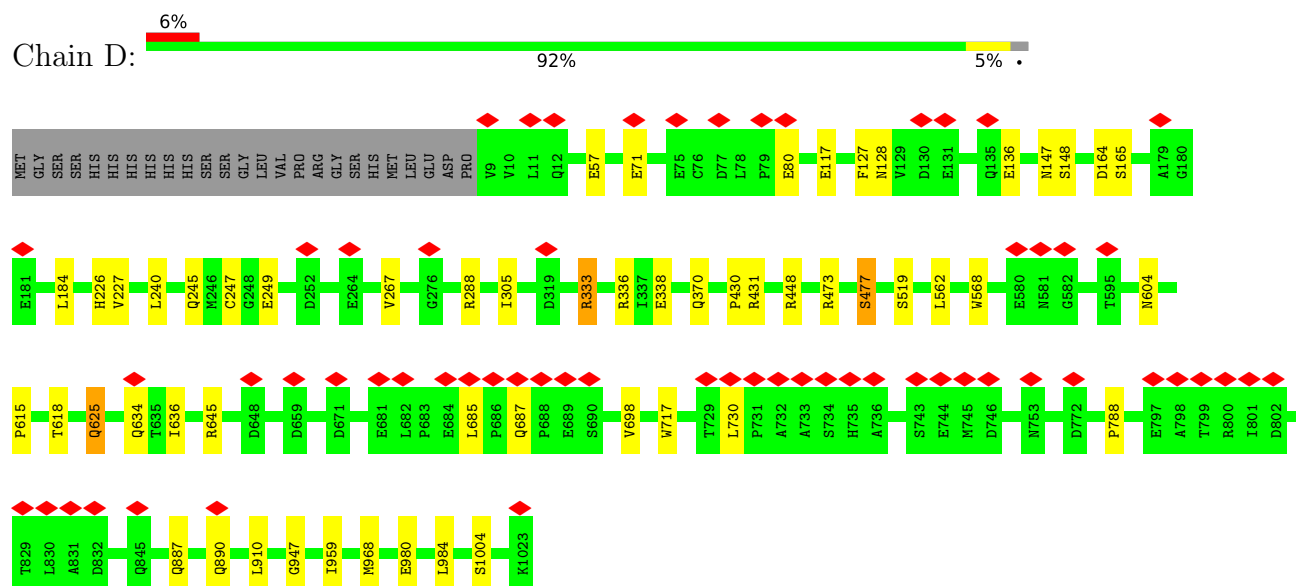 6%
Chain D:
92% 5% •
MET GLY SER SER HIS HIS HIS HIS HIS HIS SER SER GLY LEU VAL PRO ARG GLY SER HIS MET LEU GLU ASP PRO V9 V10 L11 Q12 E57 E71 E75 C76 D77 L78 P79 E80 E117 F127 N128 V129 D130 E131 Q135 E136 N147 S148 D164 S165 A179 G180
E181 L184 H226 V227 L240 Q245 M246 C247 G248 E249 D252 E264 V267 G276 R288 I305 D319 R333 R336 I337 E338 Q370 P430 R431 R448 R473 S477 S519 L562 W568 E580 N581 G582 T595 N604
P615 T618 Q625 Q634 T635 I636 R645 D648 D659 D671 E681 L682 P683 E684 L685 P686 Q687 P688 E689 S690 V698 W717 T729 L730 P731 A732 A733 S734 H735 A736 S743 E744 M745 D746 N753 D772 P788 E797 A798 T799 R800 I801 D802
T829 L830 A831 D832 Q845 Q887 Q890 L910 G947 I959 M968 E980 L984 S1004 K1023